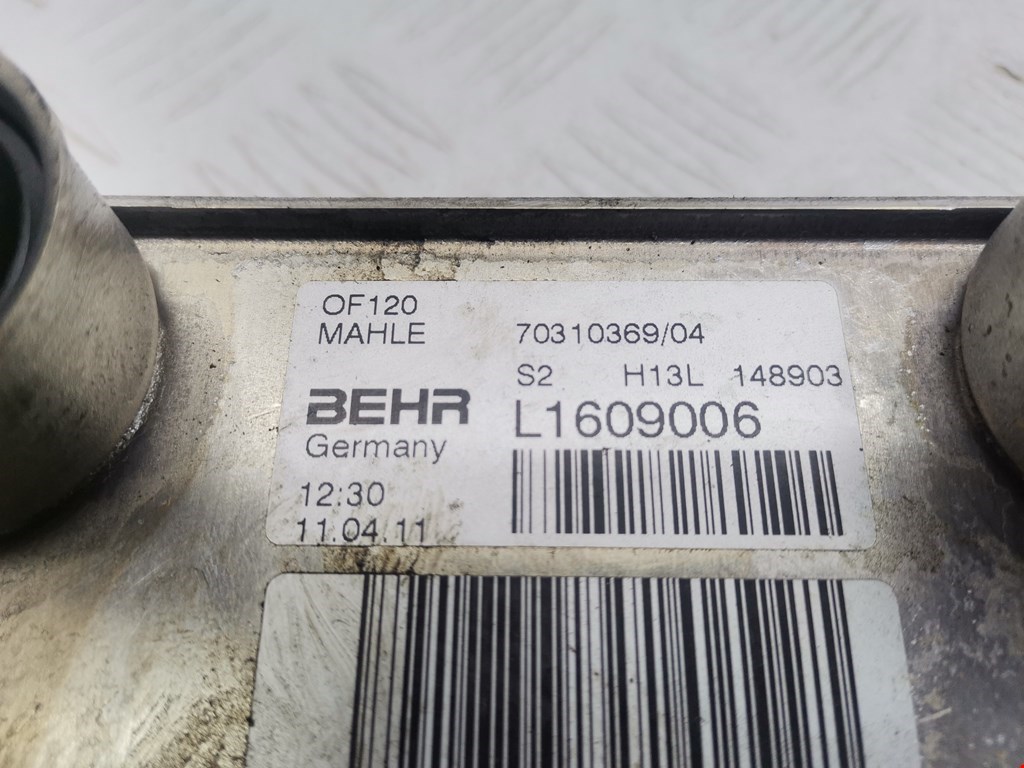 OF120
MAHLE 70310369/04
S2 H13L 148903
BEHR L1609006
Germany
12:30
11.04.11